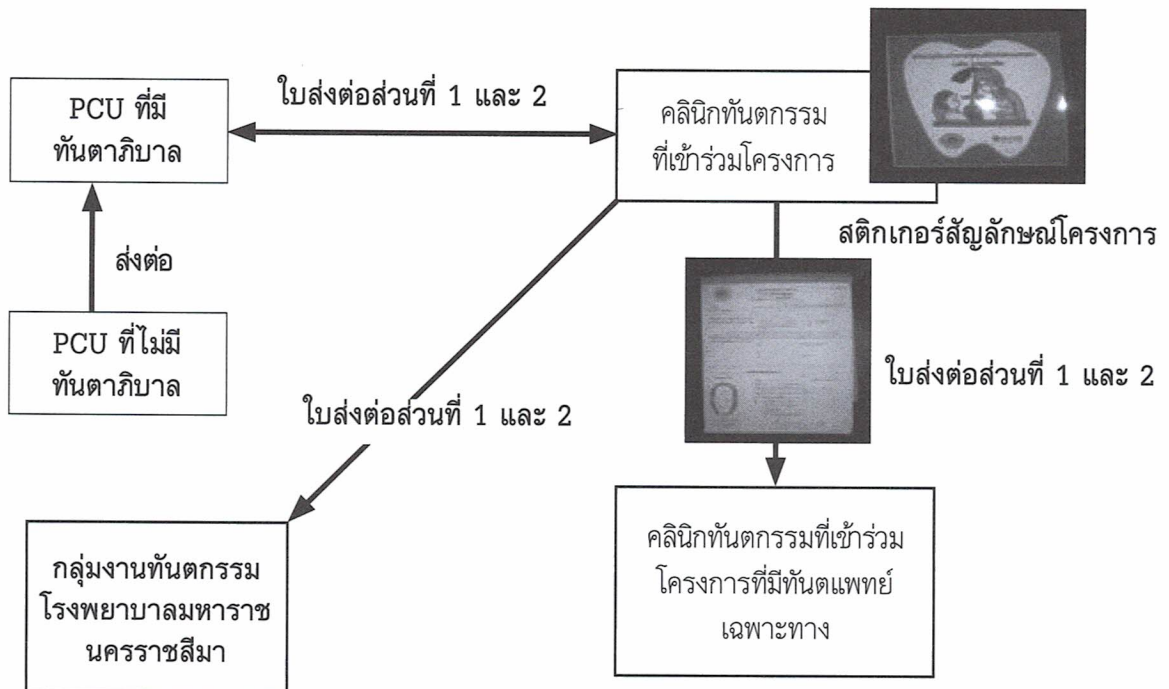 PCU ที่มี
ทันตาภิบาล
ใบส่งต่อส่วนที่ 1 และ 2
คลินิกทันตกรรม
ที่เข้าร่วมโครงการ
สติกเกอร์สัญลักษณ์โครงการ
ส่งต่อ
PCU ที่ไม่มี
ทันตาภิบาล
ใบส่งต่อส่วนที่ 1 และ 2
ใบส่งต่อส่วนที่ 1 และ 2
กลุ่มงานทันตกรรม
โรงพยาบาลมหาราช
นครราชสีมา
คลินิกทันตกรรมที่เข้าร่วม
โครงการที่มีทันตแพทย์
เฉพาะทาง